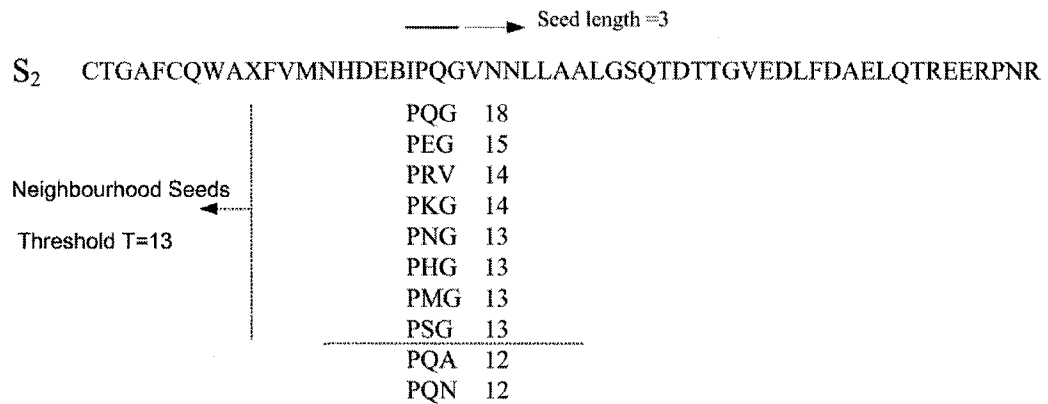 Seed length =3
S2 CTGAFCQWAXFVMNHDEBIPQGVNNLLAALGSQTDTTGVEDLFDAELQTREERPNR
PQG 18
PEG 15
PRV 14
PKG 14
Neighbourhood Seeds
PNG 13
Threshold T=13
PHG 13
PMG 13
PSG 13
PQA 12
PQN 12